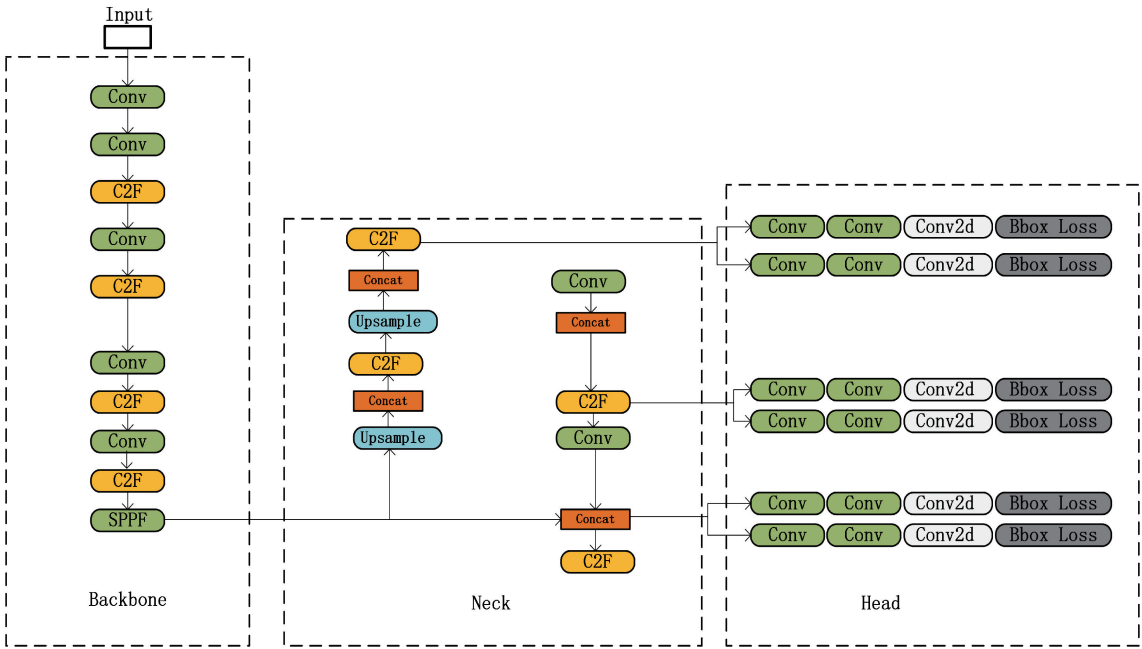 Input
Conv
Conv
C2F
Conv
C2F
Conv
C2F
Conv
C2F
SPPF
Backbone
C2F
Concat
Upsample
C2F
Concat
Upsample
Conv
Concat
C2F
Conv
Concat
C2F
Neck
Conv Conv Conv2d Bbox Loss
Conv Conv Conv2d Bbox Loss
Conv Conv Conv2d Bbox Loss
Conv Conv Conv2d Bbox Loss
Conv Conv Conv2d Bbox Loss
Conv Conv Conv2d Bbox Loss
Head